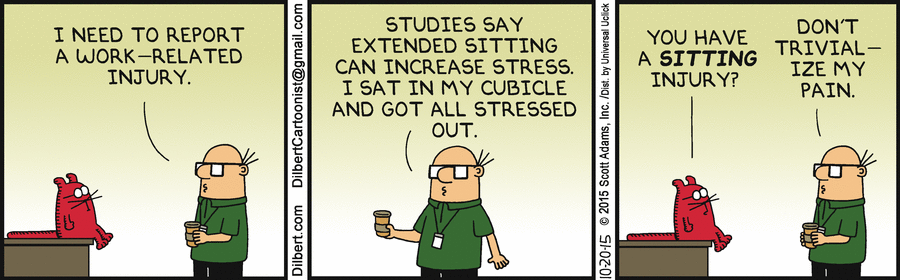 I NEED TO REPORT
A WORK-RELATED
INJURY.
Dilbert.com DilbertCartoonist@gmail.com
STUDIES SAY
EXTENDED SITTING
CAN INCREASE STRESS.
I SAT IN MY CUBICLE
AND GOT ALL STRESSED
OUT.
10-20-15 © 2015 Scott Adams, Inc. /Dist. by Universal Uclick
YOU HAVE
A SITTING
INJURY?
DON'T
TRIVIAL-
IZE MY
PAIN.